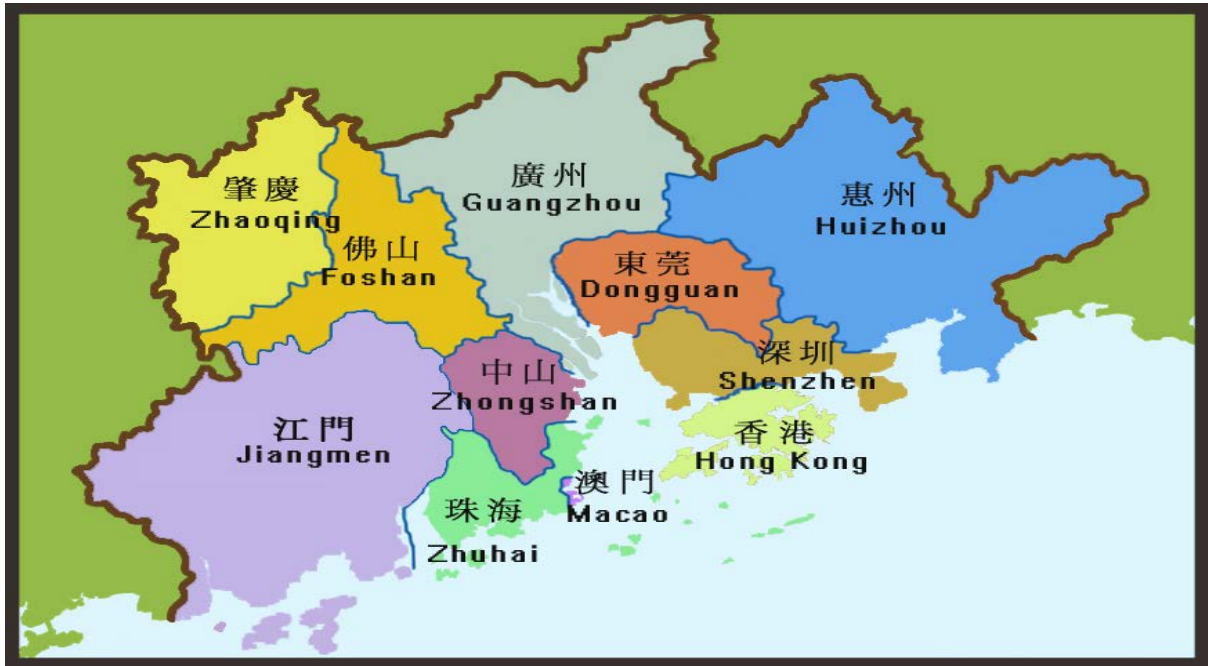 肇慶
Zhaoqing
佛山
Foshan
廣州
Guangzhou
惠州
Huizhou
東莞
Dongguan
深圳
Shenzhen
中山
Zhongshan
江門
Jiangmen
香港
Hong Kong
珠海
Zhuhai
澳門
Macao